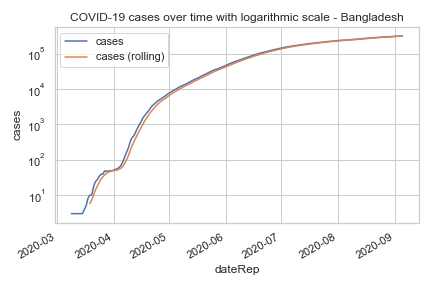 COVID-19 cases over time with logarithmic scale - Bangladesh
cases
cases (rolling)
10^5
10^4
10^3
10^2
10^1
cases
2020-03
2020-04
2020-05
2020-06
2020-07
2020-08
2020-09
dateRep